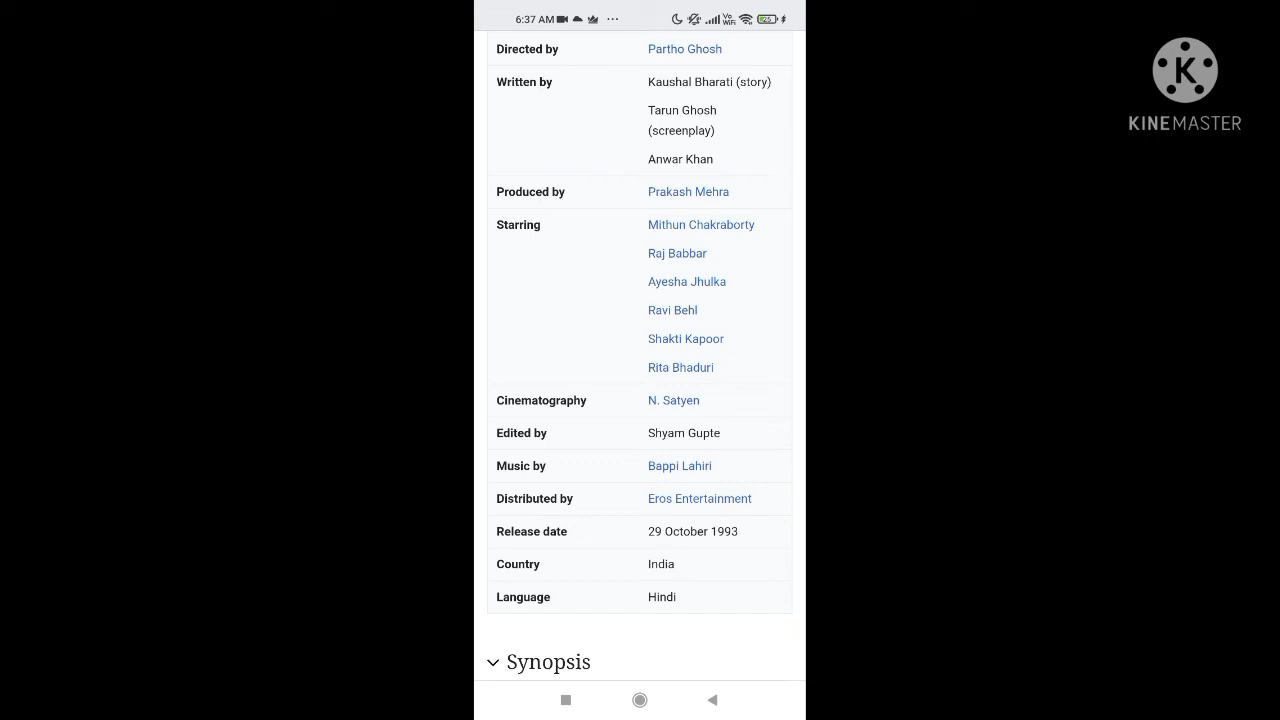 6:37 AM
Directed by Partho Ghosh
Written by Kaushal Bharati (story)
Tarun Ghosh
(screenplay)
Anwar Khan
Produced by Prakash Mehra
Starring Mithun Chakraborty
Raj Babbar
Ayesha Jhulka
Ravi Behl
Shakti Kapoor
Rita Bhaduri
Cinematography N. Satyen
Edited by Shyam Gupte
Music by Bappi Lahiri
Distributed by Eros Entertainment
Release date 29 October 1993
Country India
Language Hindi
Synopsis
K
KINEMASTER